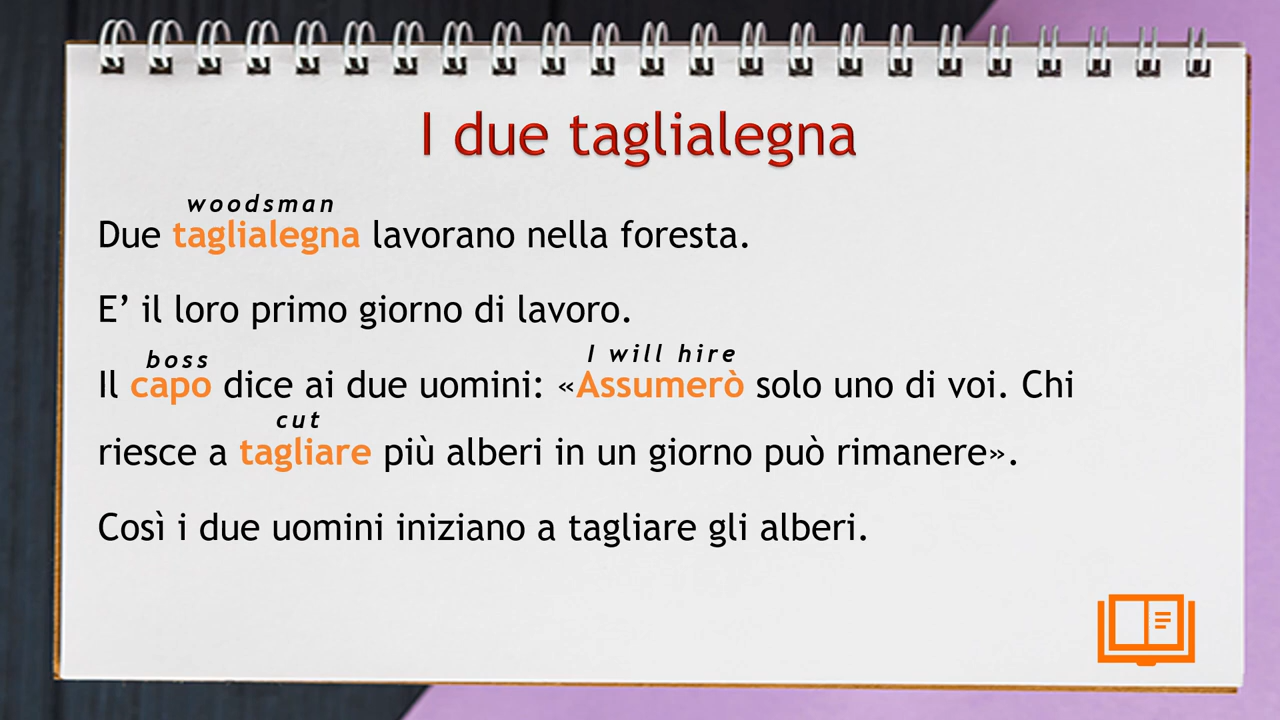 I due taglialegna
woodsman
Due taglialegna lavorano nella foresta.
E’ il loro primo giorno di lavoro.
boss I will hire
Il capo dice ai due uomini: «Assumerò solo uno di voi. Chi
cut
riesce a tagliare più alberi in un giorno può rimanere».
Così i due uomini iniziano a tagliare gli alberi.